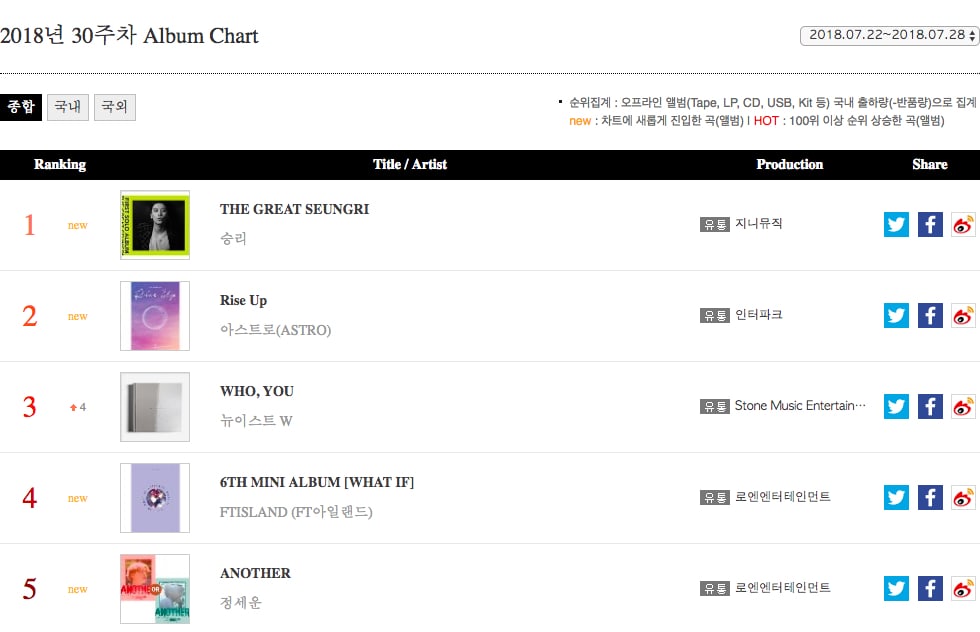 2018년 30주차 Album Chart
2018.07.22~2018.07.28
종합 국내 국외
순위집계 : 오프라인 앨범(Tape, LP, CD, USB, Kit 등) 국내 출하량(-반품량)으로 집계
new : 차트에 새롭게 진입한 곡(앨범) l HOT : 100위 이상 순위 상승한 곡(앨범)
Ranking Title / Artist Production Share
1 new THE GREAT SEUNGRI
승리
유통 지니뮤직
2 new Rise Up
아스트로(ASTRO)
유통 인터파크
3 4 WHO, YOU
뉴이스트 W
유통 Stone Music Entertain…
4 new 6TH MINI ALBUM [WHAT IF]
FTISLAND (FT아일랜드)
유통 로엔엔터테인먼트
5 new ANOTHER
정세운
유통 로엔엔터테인먼트
FIRST SOLO ALBUM
Rise Up
ANOTHER
ANOTHER